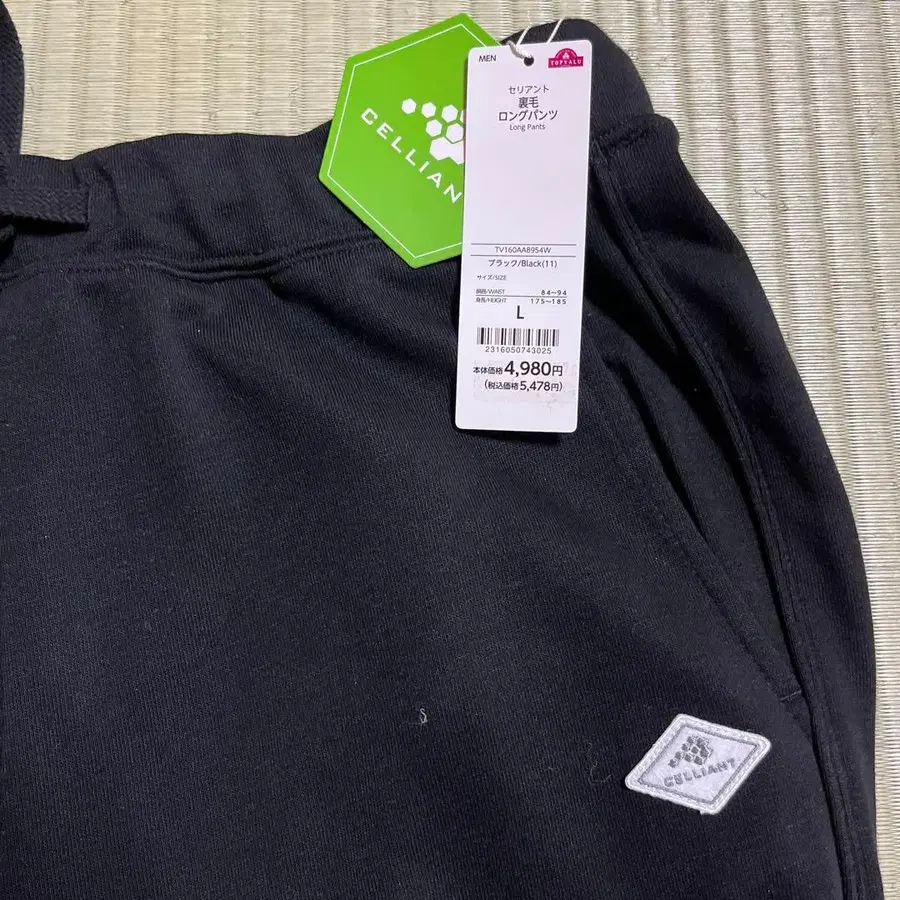 CELLIANT
MEN
TOPVALU
セリアント
裏毛
ロングパンツ
Long Pants
TV160AA8954W
ブラック/Black(11)
サイズ/SIZE
胴囲/WAIST 84~94
身長/HEIGHT 175~185
L
2316050743025
本体価格4,980円
(税込価格5,478円)
CELLIANT